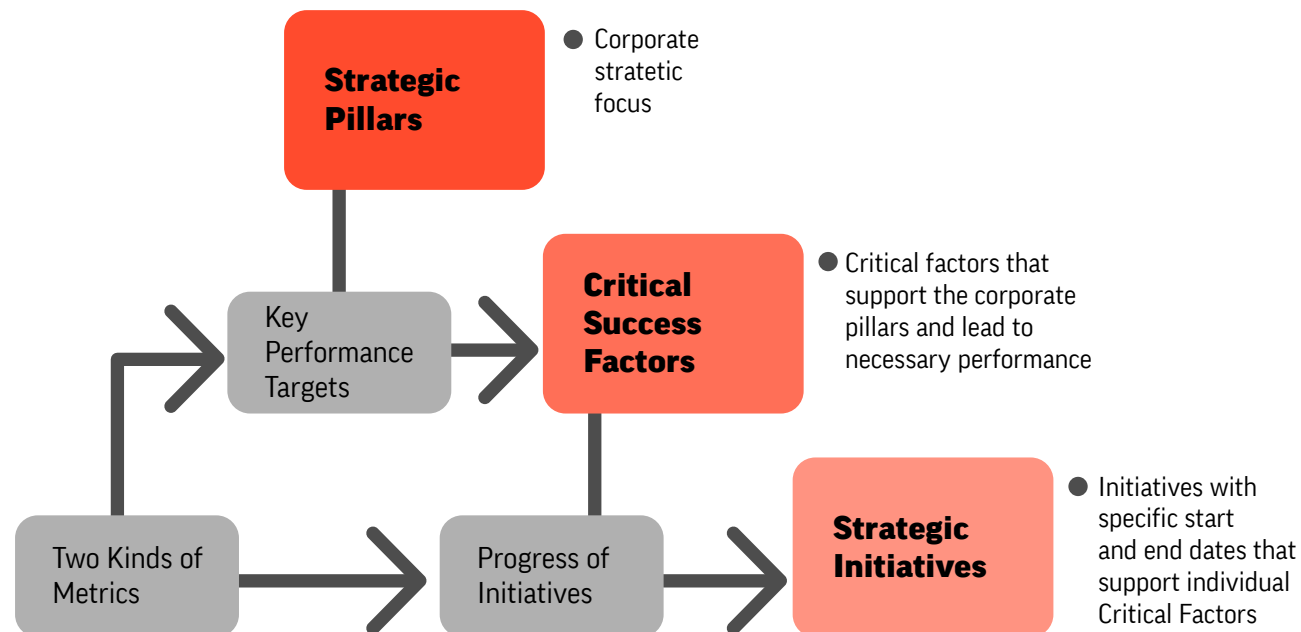 Strategic
Pillars
Corporate
stratetic
focus
Key
Performance
Targets
Critical
Success
Factors
Critical factors that
support the corporate
pillars and lead to
necessary performance
Two Kinds of
Metrics
Progress of
Initiatives
Strategic
Initiatives
Initiatives with
specific start
and end dates that
support individual
Critical Factors